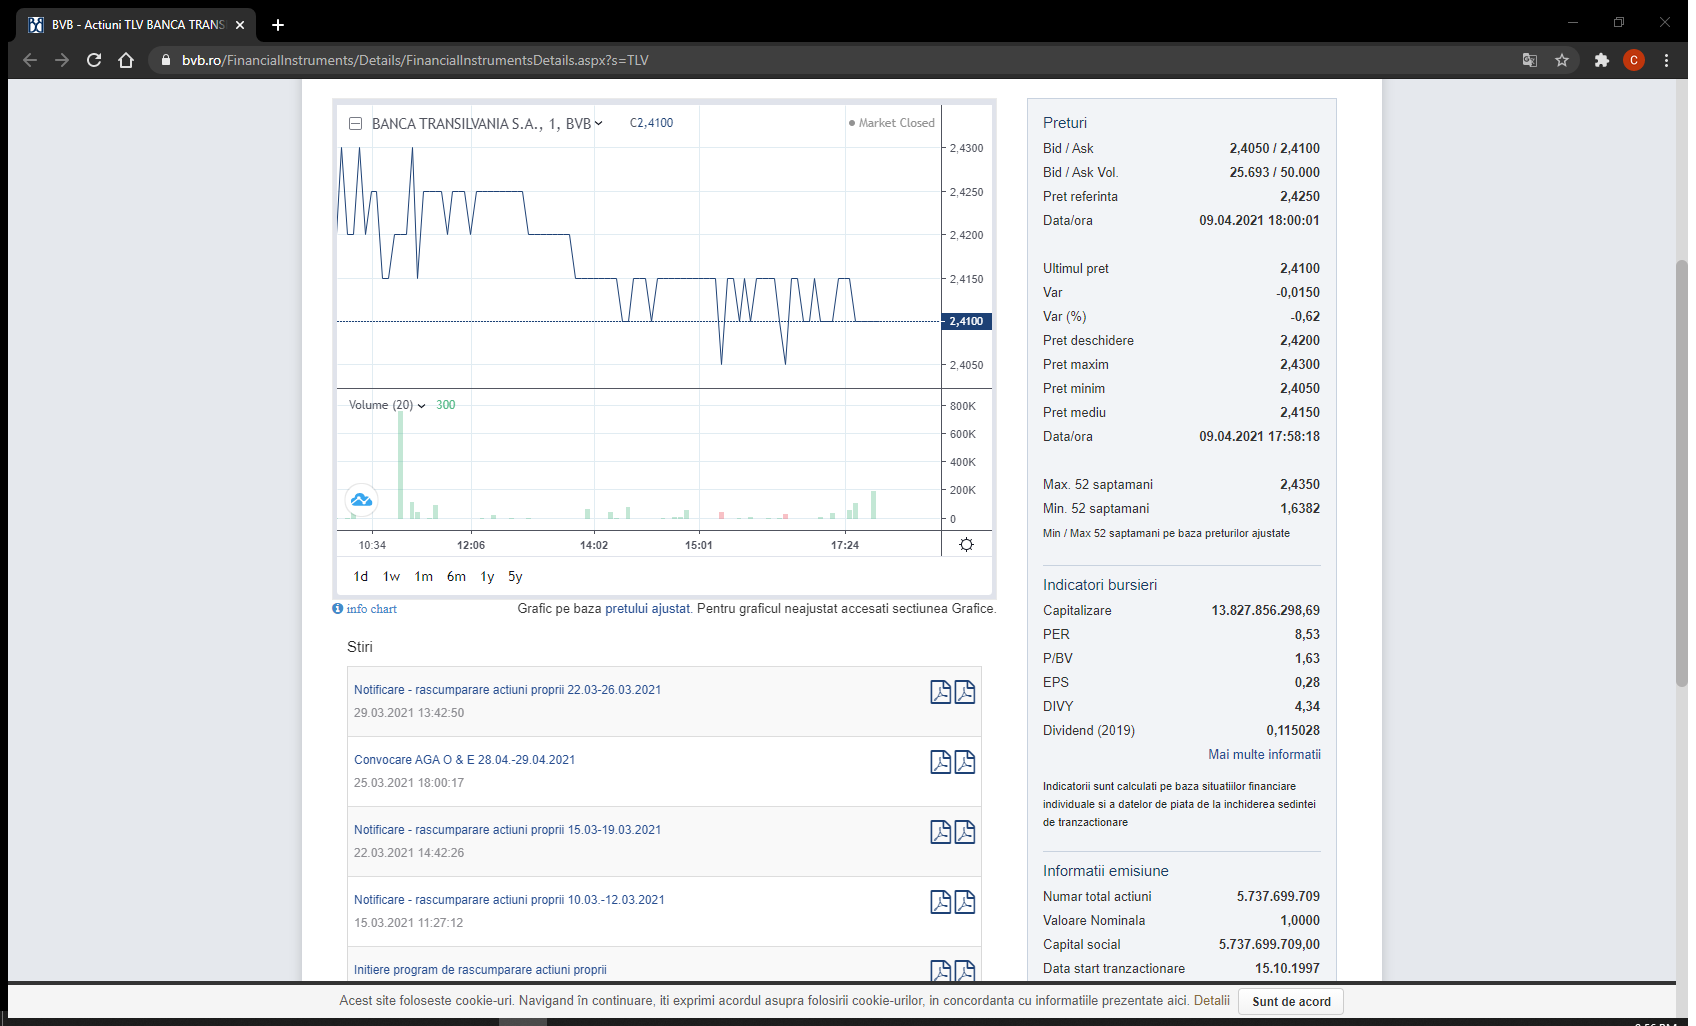 BVB - Actiuni TLV BANCA TRANS
bvb.ro/FinancialInstruments/Details/FinancialInstrumentsDetails.aspx?s=TLV
C
BANCA TRANSILVANIA S.A., 1, BVB C2,4100 Market Closed
2,4300
2,4250
2,4200
2,4150
2,4100
2,4050
Volume (20) 300
800K
600K
400K
200K
0
10:34 12:06 14:02 15:01 17:24
1d 1w 1m 6m 1y 5y
info chart Grafic pe baza pretului ajustat. Pentru graficul neajustat accesati sectiunea Grafice.
Stiri
Notificare - rascumparare actiuni proprii 22.03-26.03.2021
29.03.2021 13:42:50
Convocare AGA O & E 28.04.-29.04.2021
25.03.2021 18:00:17
Notificare - rascumparare actiuni proprii 15.03-19.03.2021
22.03.2021 14:42:26
Notificare - rascumparare actiuni proprii 10.03.-12.03.2021
15.03.2021 11:27:12
Initiere program de rascumparare actiuni proprii
Preturi
Bid / Ask 2,4050 / 2,4100
Bid / Ask Vol. 25.693 / 50.000
Pret referinta 2,4250
Data/ora 09.04.2021 18:00:01
Ultimul pret 2,4100
Var -0,0150
Var (%) -0,62
Pret deschidere 2,4200
Pret maxim 2,4300
Pret minim 2,4050
Pret mediu 2,4150
Data/ora 09.04.2021 17:58:18
Max. 52 saptamani 2,4350
Min. 52 saptamani 1,6382
Min / Max 52 saptamani pe baza preturilor ajustate
Indicatori bursieri
Capitalizare 13.827.856.298,69
PER 8,53
P/BV 1,63
EPS 0,28
DIVY 4,34
Dividend (2019) 0,115028
Mai multe informatii
Indicatorii sunt calculati pe baza situatiilor financiare
individuale si a datelor de piata de la inchiderea sedintei
de tranzactionare
Informatii emisiune
Numar total actiuni 5.737.699.709
Valoare Nominala 1,0000
Capital social 5.737.699.709,00
Data start tranzactionare 15.10.1997
Acest site foloseste cookie-uri. Navigand în continuare, iti exprimi acordul asupra folosirii cookie-urilor, in concordanta cu informatiile prezentate aici. Detalii Sunt de acord